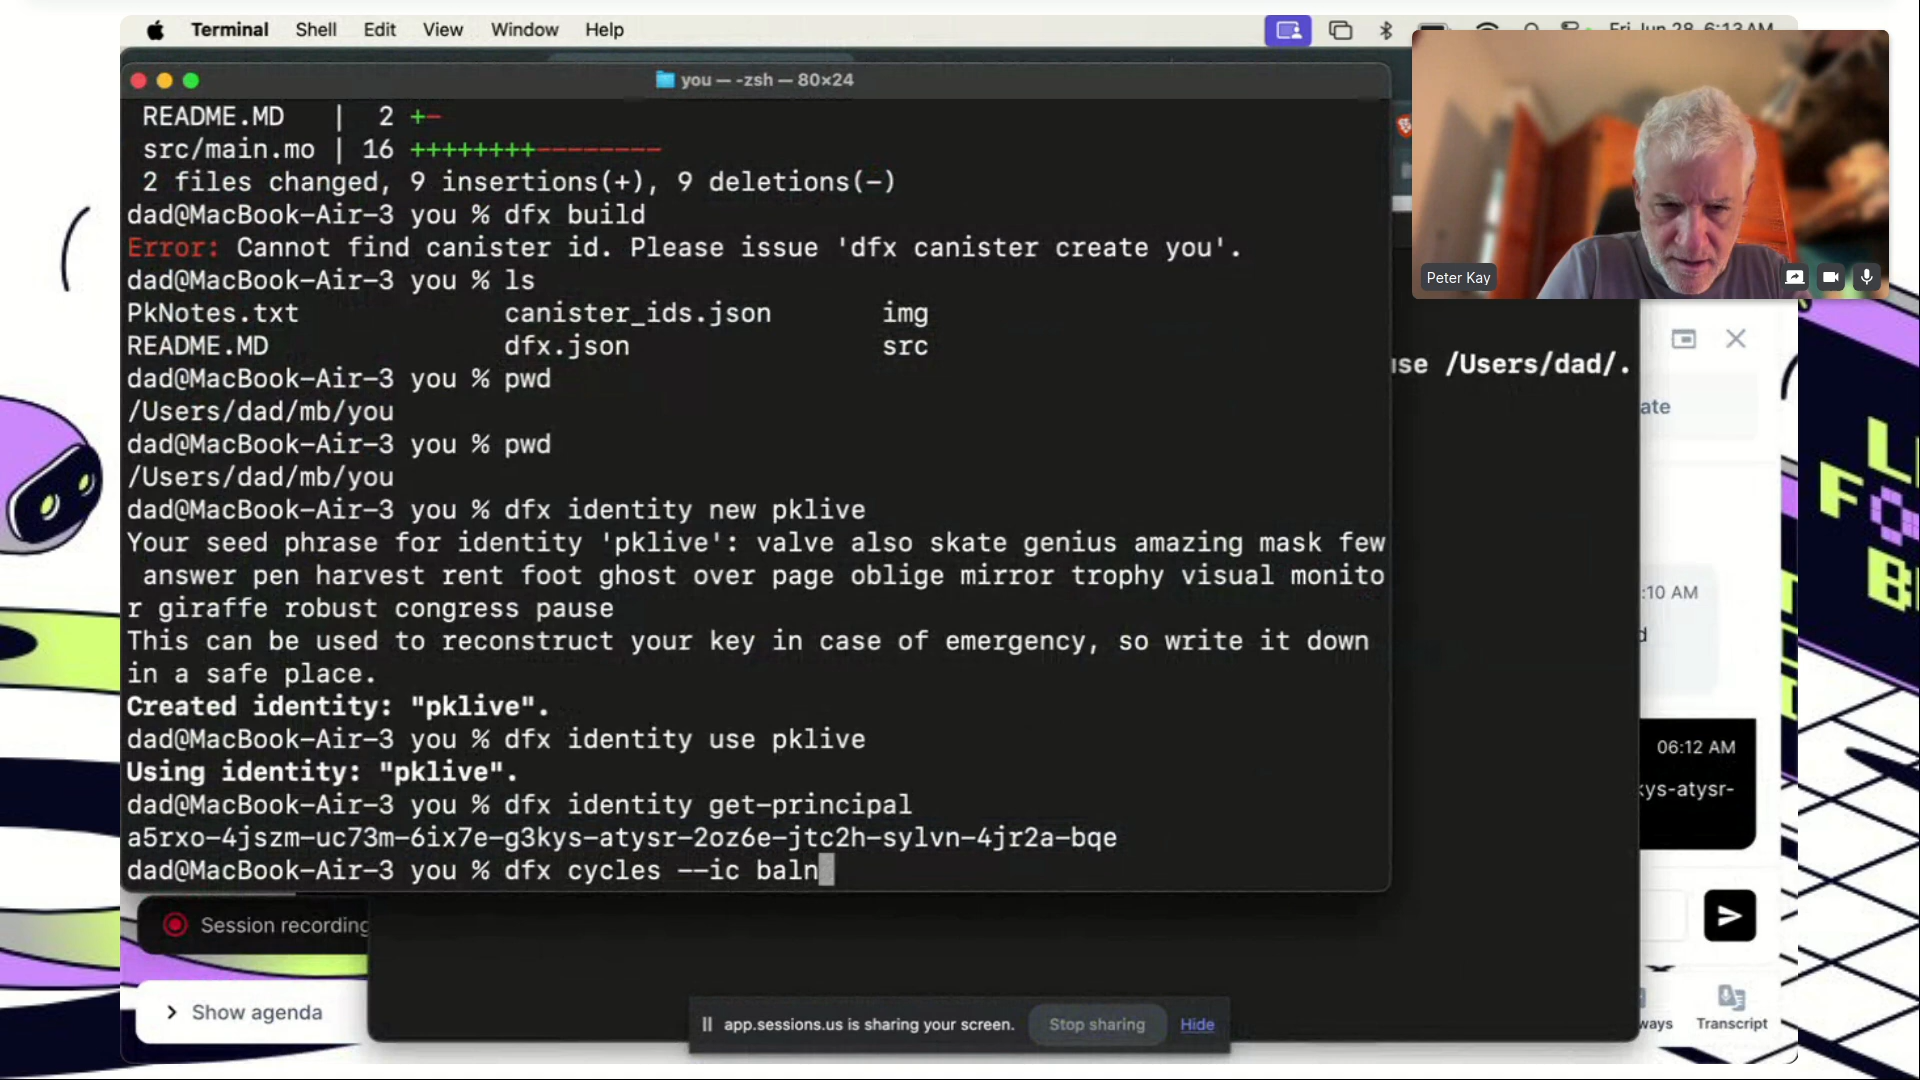 Terminal Shell Edit View Window Help
Fri Jun 28 6:13 AM
you — -zsh — 80×24
README.MD | 2 +-
src/main.mo | 16 ++++++++--------
2 files changed, 9 insertions(+), 9 deletions(-)
dad@MacBook-Air-3 you % dfx build
Error: Cannot find canister id. Please issue 'dfx canister create you'.
dad@MacBook-Air-3 you % ls
PkNotes.txt canister_ids.json img
README.MD dfx.json src
dad@MacBook-Air-3 you % pwd
/Users/dad/mb/you
dad@MacBook-Air-3 you % pwd
/Users/dad/mb/you
dad@MacBook-Air-3 you % dfx identity new pklive
Your seed phrase for identity 'pklive': valve also skate genius amazing mask few
answer pen harvest rent foot ghost over page oblige mirror trophy visual monito
r giraffe robust congress pause
This can be used to reconstruct your key in case of emergency, so write it down
in a safe place.
Created identity: "pklive".
dad@MacBook-Air-3 you % dfx identity use pklive
Using identity: "pklive".
dad@MacBook-Air-3 you % dfx identity get-principal
a5rxo-4jszm-uc73m-6ix7e-g3kys-atysr-2oz6e-jtc2h-sylvn-4jr2a-bqe
dad@MacBook-Air-3 you % dfx cycles --ic baln
Peter Kay
/Users/dad/.
:10 AM
06:12 AM
kys-atysr-
Session recording
Show agenda
app.sessions.us is sharing your screen. Stop sharing Hide
Transcript